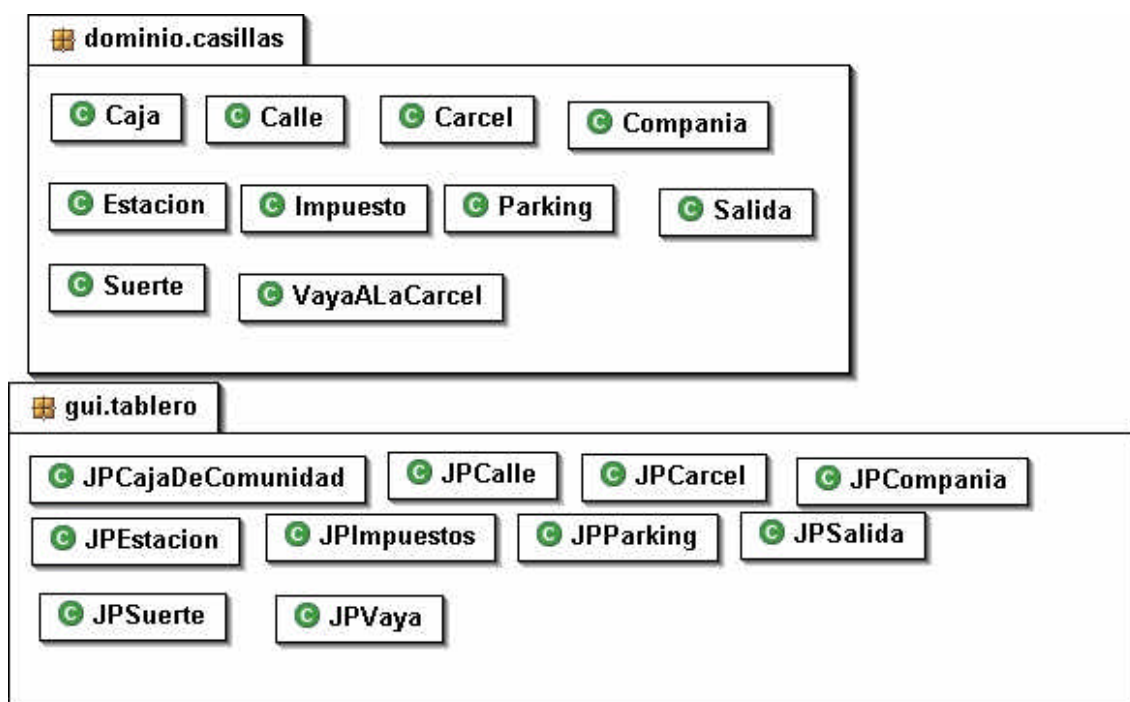 dominio.casillas
C Caja C Calle C Carcel C Compania
C Estacion C Impuesto C Parking C Salida
C Suerte C VayaALaCarcel
gui.tablero
C JPCajaDeComunidad C JPCalle C JPCarcel C JPCompania
C JPEstacion C JPImpuestos C JPParking C JPSalida
C JPSuerte C JPVaya